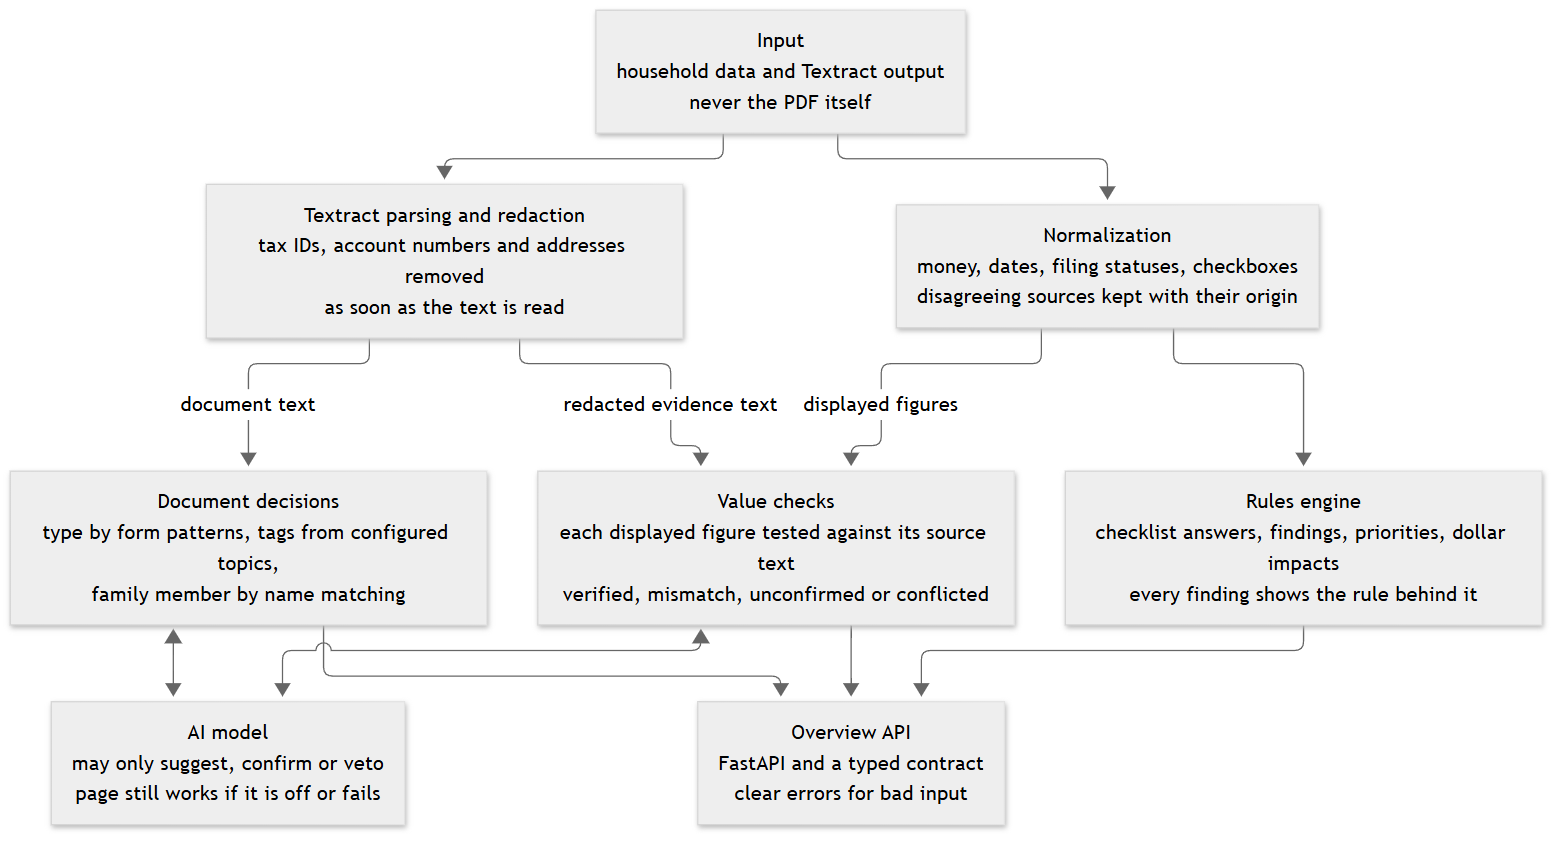 Input
household data and Textract output
never the PDF itself
Textract parsing and redaction
tax IDs, account numbers and addresses
removed
as soon as the text is read
Normalization
money, dates, filing statuses, checkboxes
disagreeing sources kept with their origin
document text
redacted evidence text
displayed figures
Document decisions
type by form patterns, tags from configured
topics,
family member by name matching
Value checks
each displayed figure tested against its source
text
verified, mismatch, unconfirmed or conflicted
Rules engine
checklist answers, findings, priorities, dollar
impacts
every finding shows the rule behind it
AI model
may only suggest, confirm or veto
page still works if it is off or fails
Overview API
FastAPI and a typed contract
clear errors for bad input